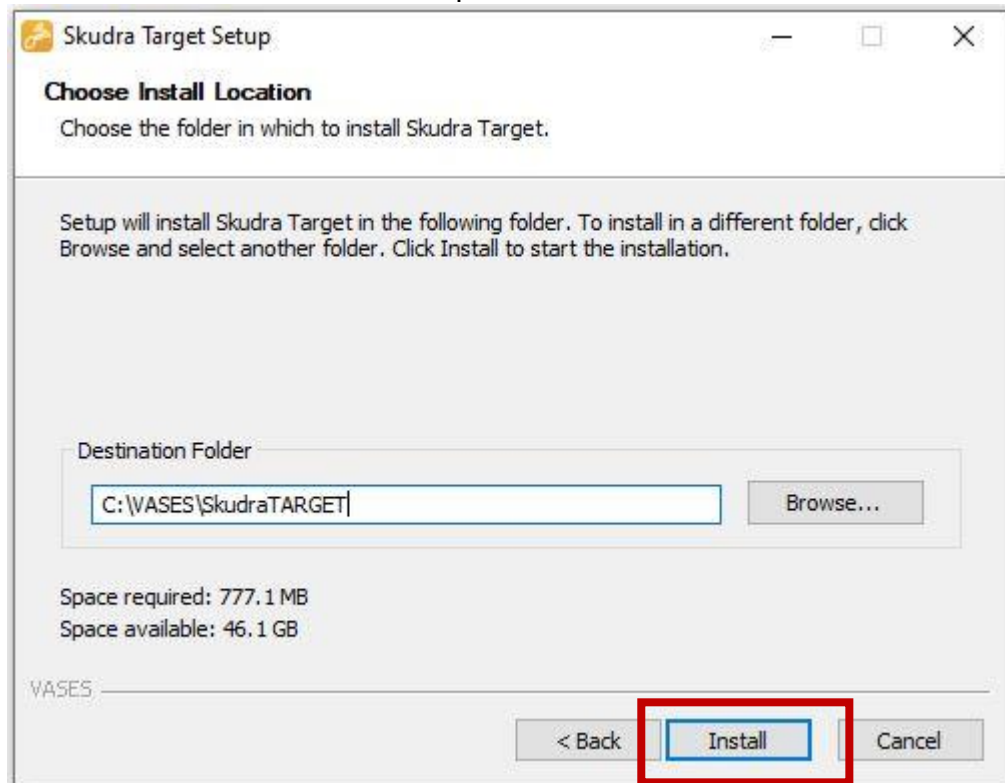 Skudra Target Setup
Choose Install Location
Choose the folder in which to install Skudra Target.
Setup will install Skudra Target in the following folder. To install in a different folder, click
Browse and select another folder. Click Install to start the installation.
Destination Folder
C:\VASES\SkudraTARGET
Browse...
Space required: 777.1 MB
Space available: 46.1 GB
VASES
< Back Install Cancel